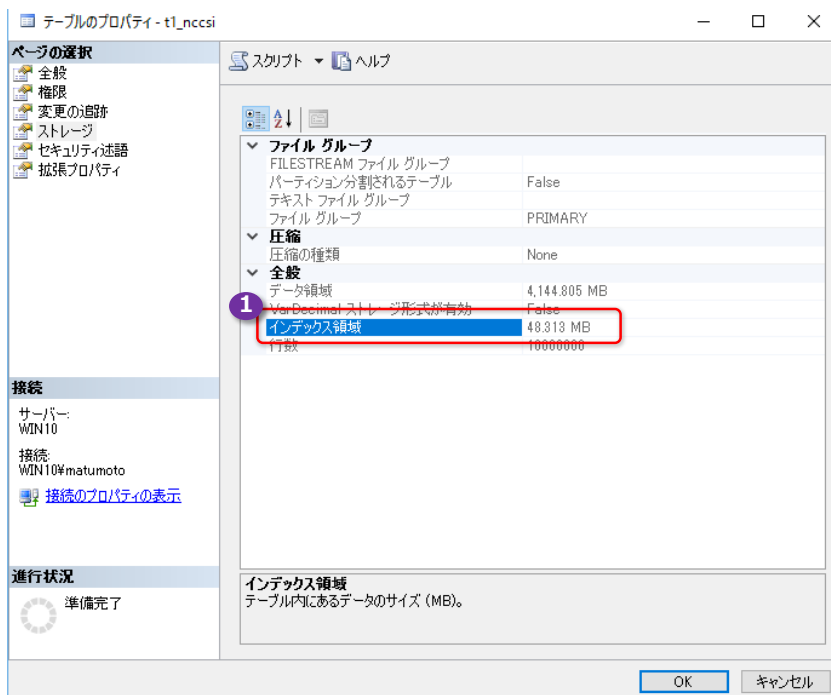 テーブルのプロパティ - t1_nccsi
ページの選択
全般
権限
変更の追跡
ストレージ
セキュリティ述語
拡張プロパティ
スクリプト
ヘルプ
ファイル グループ
FILESTREAM ファイル グループ
パーティション分割されるテーブル False
テキスト ファイル グループ
ファイル グループ PRIMARY
圧縮
圧縮の種類 None
全般
データ領域 4,144.805 MB
1
VarDecimal ストレージ形式が有効 False
インデックス領域 48.313 MB
行数 10000000
接続
サーバー:
WIN10
接続:
WIN10¥matumoto
接続のプロパティの表示
進行状況
準備完了
インデックス領域
テーブル内にあるデータのサイズ (MB)。
OK
キャンセル